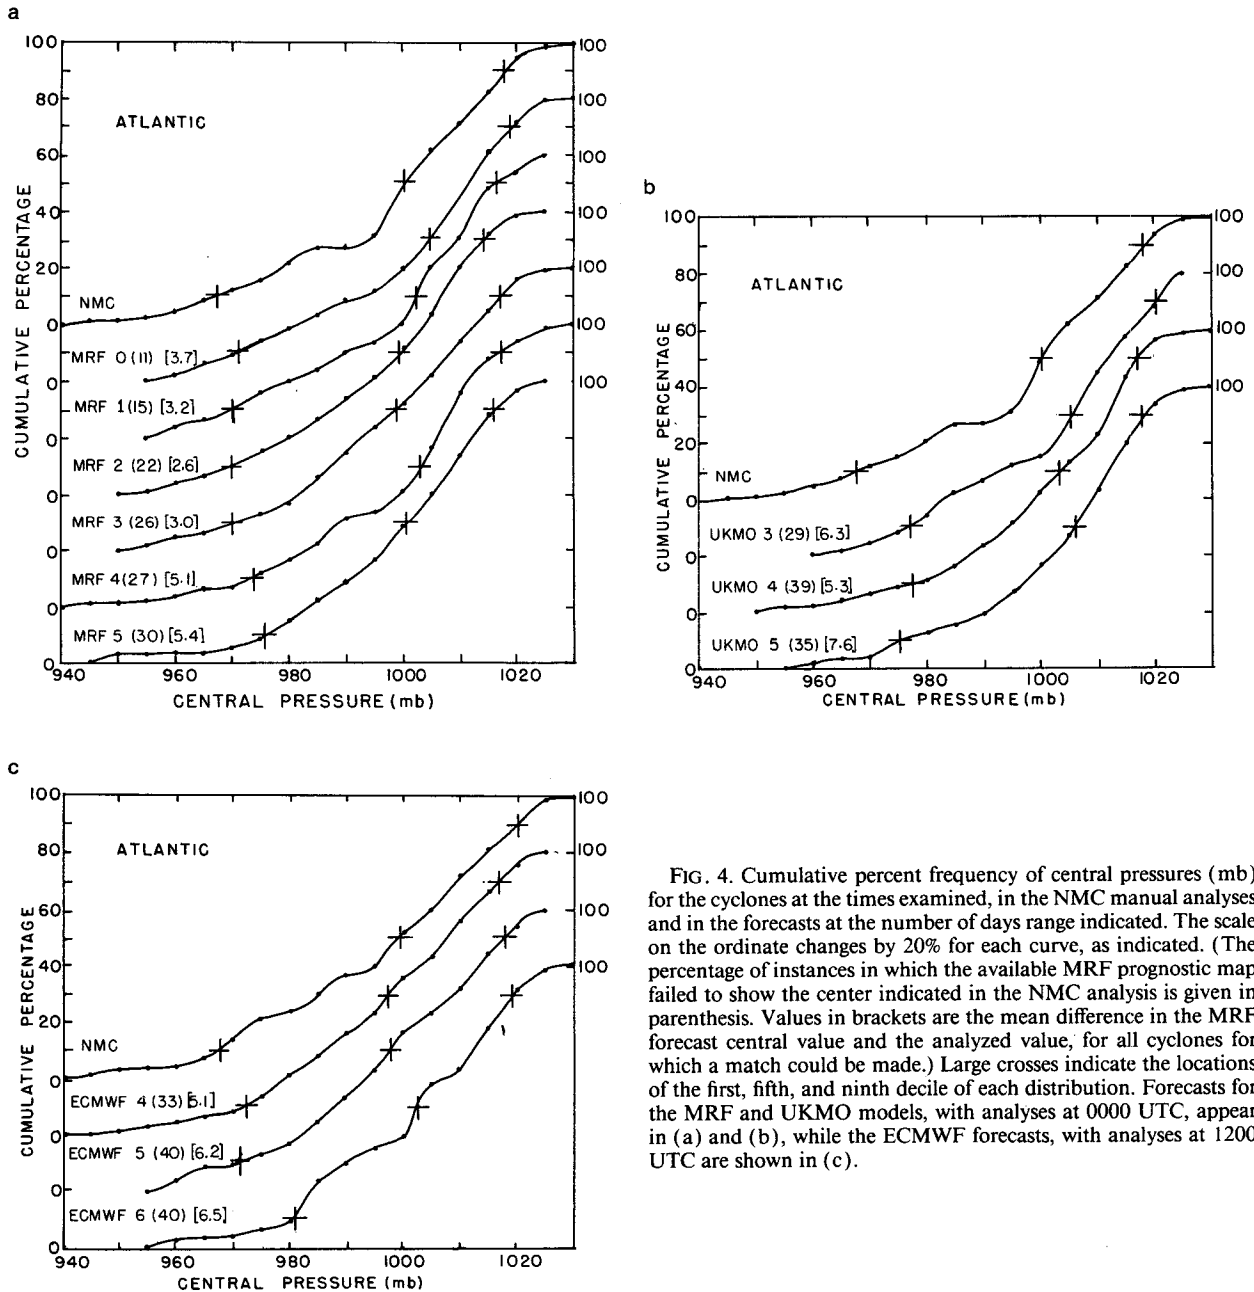 a
100
80
60
40
20
0
0
0
0
0
0
0
CUMULATIVE PERCENTAGE
ATLANTIC
NMC
MRF 0 (11) [3.7]
MRF 1 (15) [3.2]
MRF 2 (22) [2.6]
MRF 3 (26) [3.0]
MRF 4 (27) [5.1]
MRF 5 (30) [5.4]
100
100
100
100
100
100
100
940 960 980 1000 1020
CENTRAL PRESSURE (mb)
b
100
80
60
40
20
0
0
0
0
CUMULATIVE PERCENTAGE
ATLANTIC
NMC
UKMO 3 (29) [6.3]
UKMO 4 (39) [5.3]
UKMO 5 (35) [7.6]
100
100
100
100
940 960 980 1000 1020
CENTRAL PRESSURE (mb)
c
100
80
60
40
20
0
0
0
0
CUMULATIVE PERCENTAGE
ATLANTIC
NMC
ECMWF 4 (33) [5.1]
ECMWF 5 (40) [6.2]
ECMWF 6 (40) [6.5]
100
100
100
100
940 960 980 1000 1020
CENTRAL PRESSURE (mb)
FIG. 4. Cumulative percent frequency of central pressures (mb)
for the cyclones at the times examined, in the NMC manual analyses
and in the forecasts at the number of days range indicated. The scale
on the ordinate changes by 20% for each curve, as indicated. (The
percentage of instances in which the available MRF prognostic map
failed to show the center indicated in the NMC analysis is given in
parenthesis. Values in brackets are the mean difference in the MRF
forecast central value and the analyzed value, for all cyclones for
which a match could be made.) Large crosses indicate the locations
of the first, fifth, and ninth decile of each distribution. Forecasts for
the MRF and UKMO models, with analyses at 0000 UTC, appear
in (a) and (b), while the ECMWF forecasts, with analyses at 1200
UTC are shown in (c).